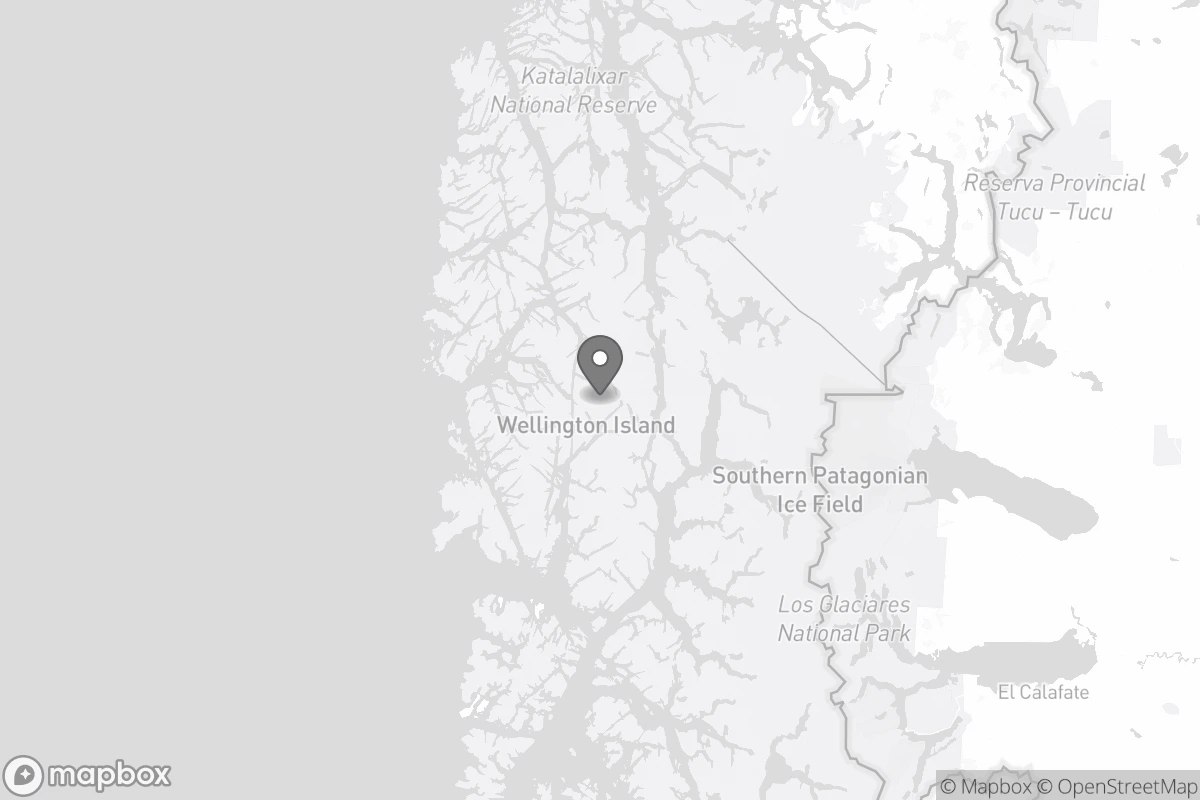 Katalalixar
National Reserve
Reserva Provincial
Tucu – Tucu
Wellington Island
Southern Patagonian
Ice Field
Los Glaciares
National Park
El Calafate
mapbox
© Mapbox © OpenStreetMap